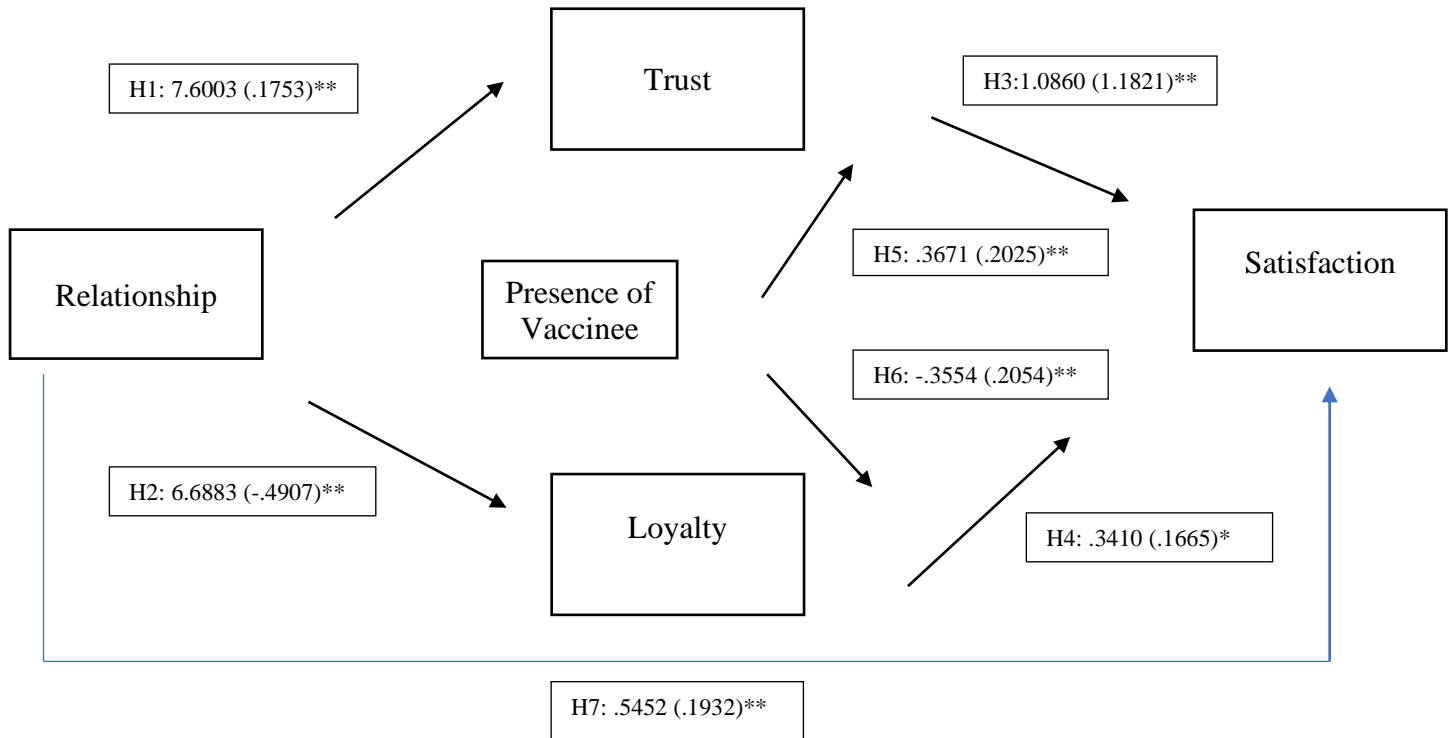 H1: 7.6003 (.1753)**
Trust
H3:1.0860 (1.1821)**
Relationship
Presence of
Vaccinee
H5: .3671 (.2025)**
Satisfaction
H6: -.3554 (.2054)**
H2: 6.6883 (-.4907)**
Loyalty
H4: .3410 (.1665)*
H7: .5452 (.1932)**